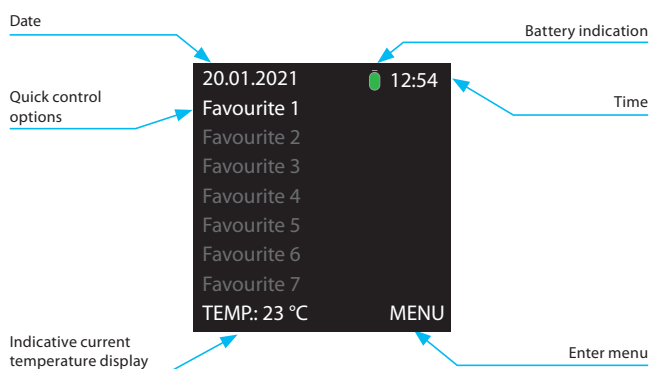 Date
Battery indication
20.01.2021 12:54
Quick control
options
Time
Favourite 1
Favourite 2
Favourite 3
Favourite 4
Favourite 5
Favourite 6
Favourite 7
TEMP.: 23 °C MENU
Indicative current
temperature display
Enter menu